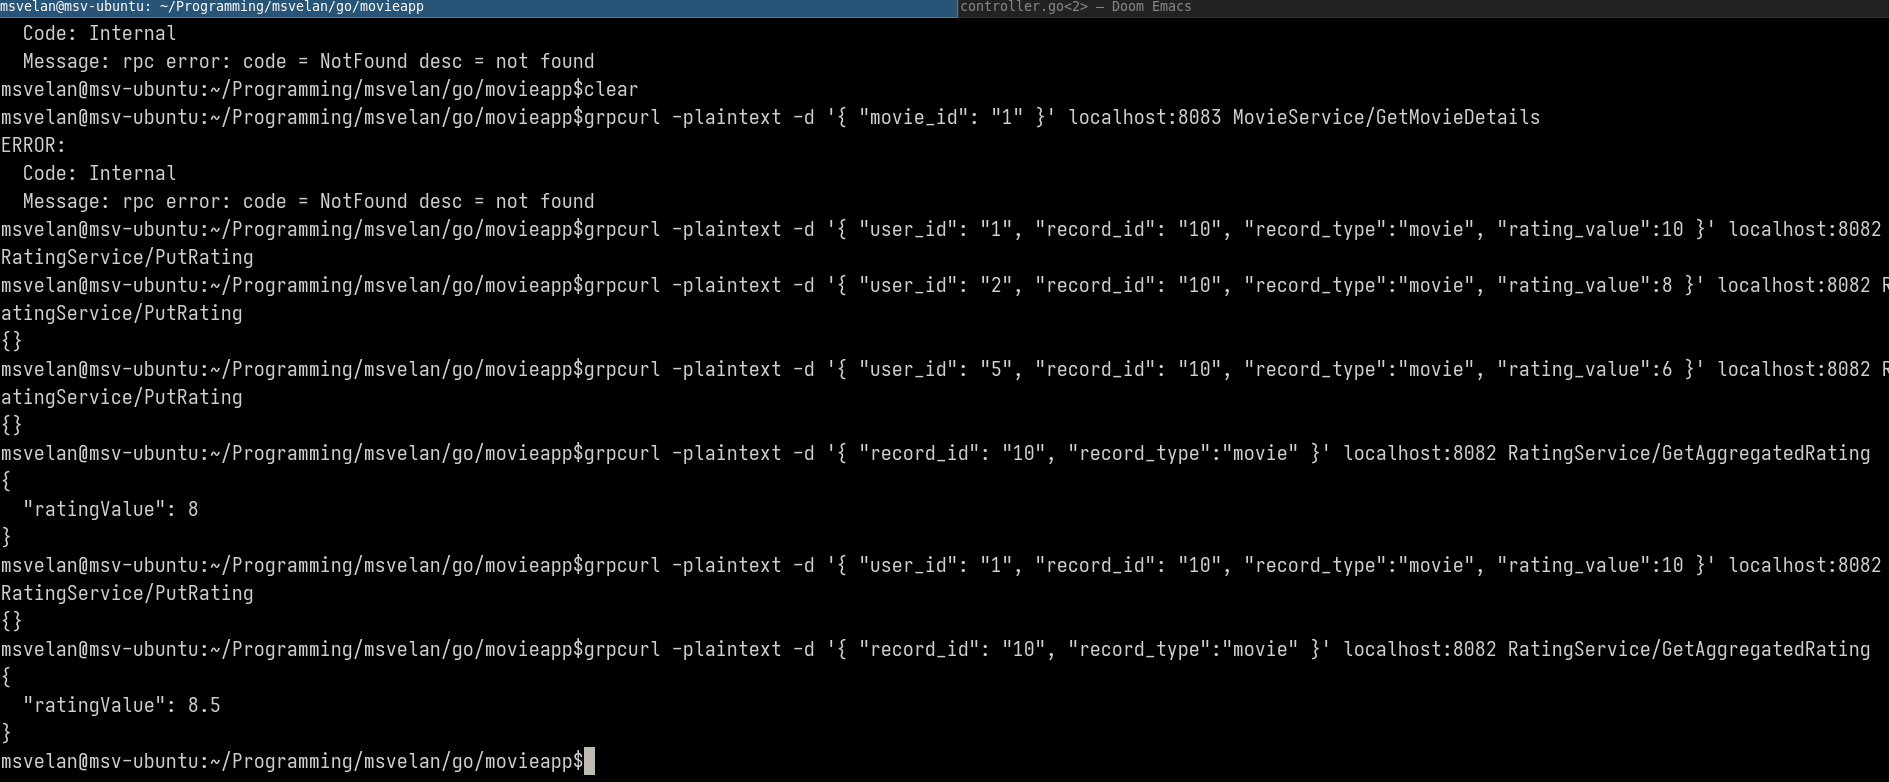 msvelan@msv-ubuntu: ~/Programming/msvelan/go/movieapp
controller.go<2> — Doom Emacs
  Code: Internal
  Message: rpc error: code = NotFound desc = not found
msvelan@msv-ubuntu:~/Programming/msvelan/go/movieapp$clear
msvelan@msv-ubuntu:~/Programming/msvelan/go/movieapp$grpcurl -plaintext -d '{ "movie_id": "1" }' localhost:8083 MovieService/GetMovieDetails
ERROR:
  Code: Internal
  Message: rpc error: code = NotFound desc = not found
msvelan@msv-ubuntu:~/Programming/msvelan/go/movieapp$grpcurl -plaintext -d '{ "user_id": "1", "record_id": "10", "record_type":"movie", "rating_value":10 }' localhost:8082
RatingService/PutRating
msvelan@msv-ubuntu:~/Programming/msvelan/go/movieapp$grpcurl -plaintext -d '{ "user_id": "2", "record_id": "10", "record_type":"movie", "rating_value":8 }' localhost:8082 R
atingService/PutRating
{}
msvelan@msv-ubuntu:~/Programming/msvelan/go/movieapp$grpcurl -plaintext -d '{ "user_id": "5", "record_id": "10", "record_type":"movie", "rating_value":6 }' localhost:8082 R
atingService/PutRating
{}
msvelan@msv-ubuntu:~/Programming/msvelan/go/movieapp$grpcurl -plaintext -d '{ "record_id": "10", "record_type":"movie" }' localhost:8082 RatingService/GetAggregatedRating
{
  "ratingValue": 8
}
msvelan@msv-ubuntu:~/Programming/msvelan/go/movieapp$grpcurl -plaintext -d '{ "user_id": "1", "record_id": "10", "record_type":"movie", "rating_value":10 }' localhost:8082
RatingService/PutRating
{}
msvelan@msv-ubuntu:~/Programming/msvelan/go/movieapp$grpcurl -plaintext -d '{ "record_id": "10", "record_type":"movie" }' localhost:8082 RatingService/GetAggregatedRating
{
  "ratingValue": 8.5
}
msvelan@msv-ubuntu:~/Programming/msvelan/go/movieapp$